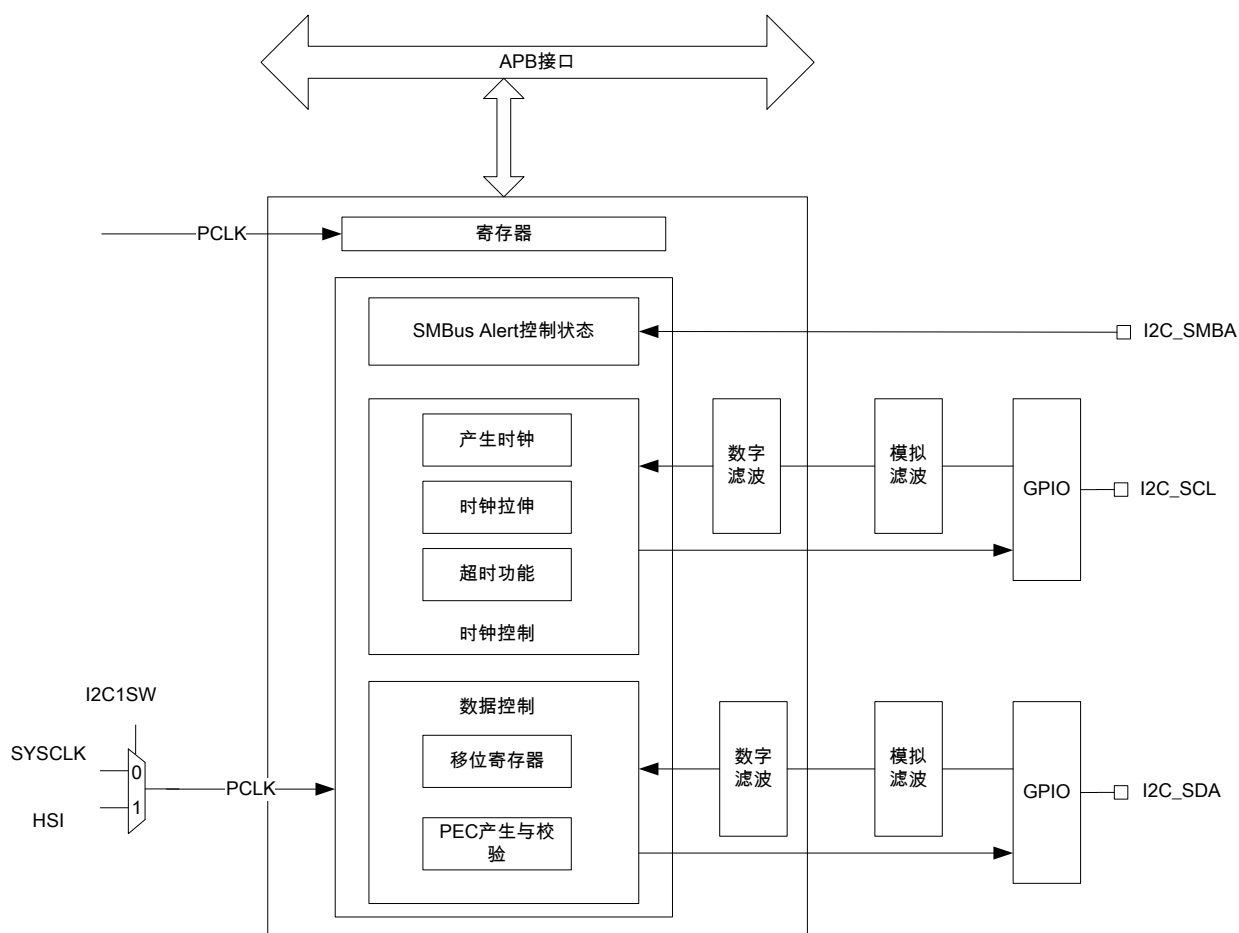 APB接口
PCLK
寄存器
SMBus Alert控制状态
I2C_SMBA
产生时钟
时钟拉伸
超时功能
时钟控制
数字
滤波
模拟
滤波
GPIO
I2C_SCL
I2C1SW
SYSCLK
HSI
0
1
PCLK
数据控制
移位寄存器
PEC产生与校
验
数字
滤波
模拟
滤波
GPIO
I2C_SDA